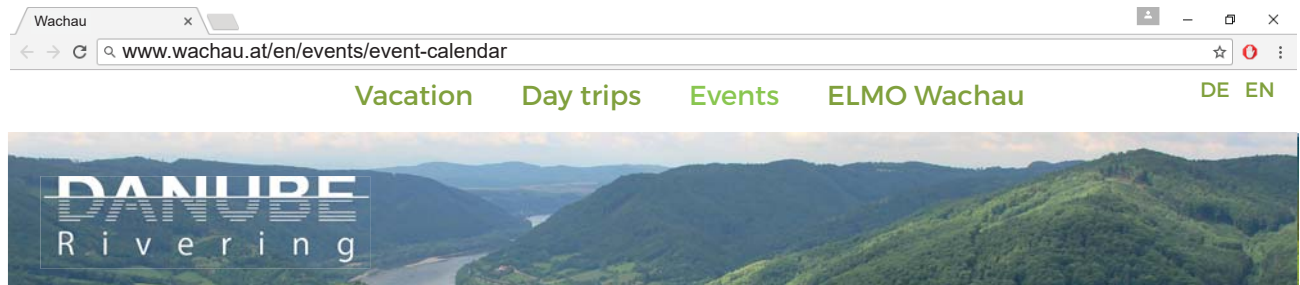 Wachau
www.wachau.at/en/events/event-calendar
Vacation Day trips Events ELMO Wachau DE EN
DANUBE
Rivering